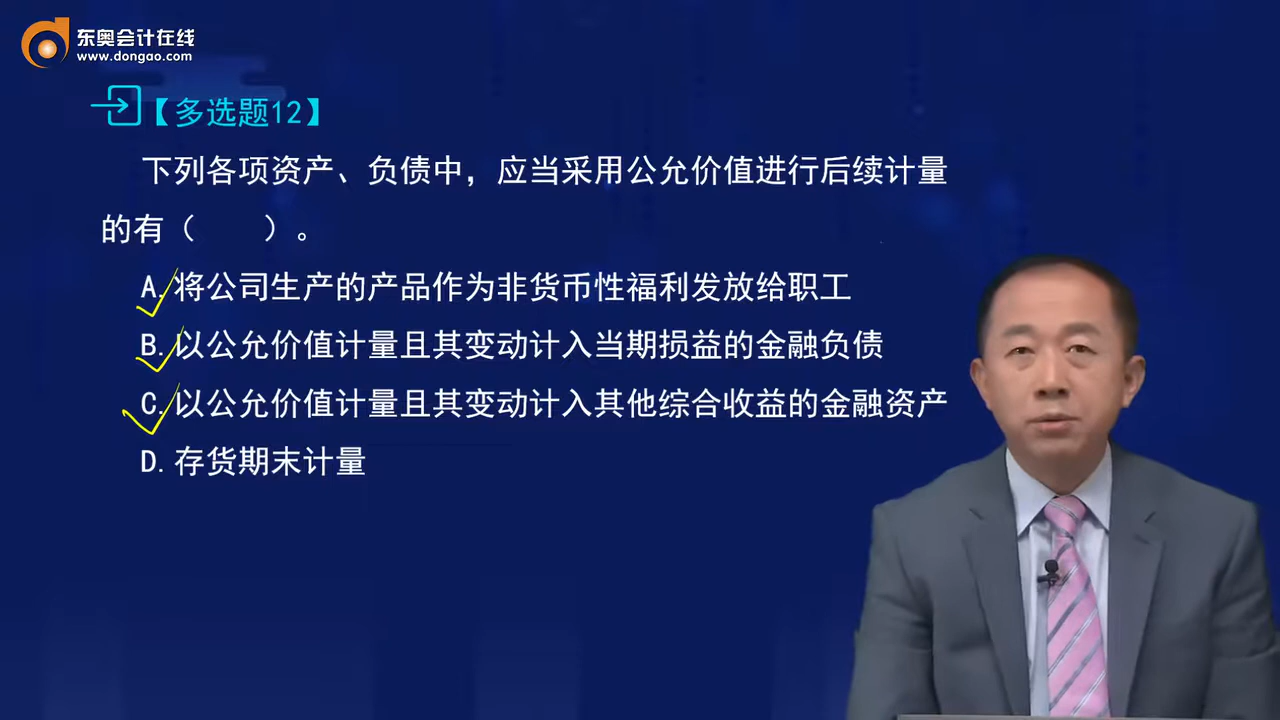 东奥会计在线
www.dongao.com
【多选题12】
下列各项资产、负债中，应当采用公允价值进行后续计量
的有（　　）。
A.将公司生产的产品作为非货币性福利发放给职工
B.以公允价值计量且其变动计入当期损益的金融负债
C.以公允价值计量且其变动计入其他综合收益的金融资产
D.存货期末计量